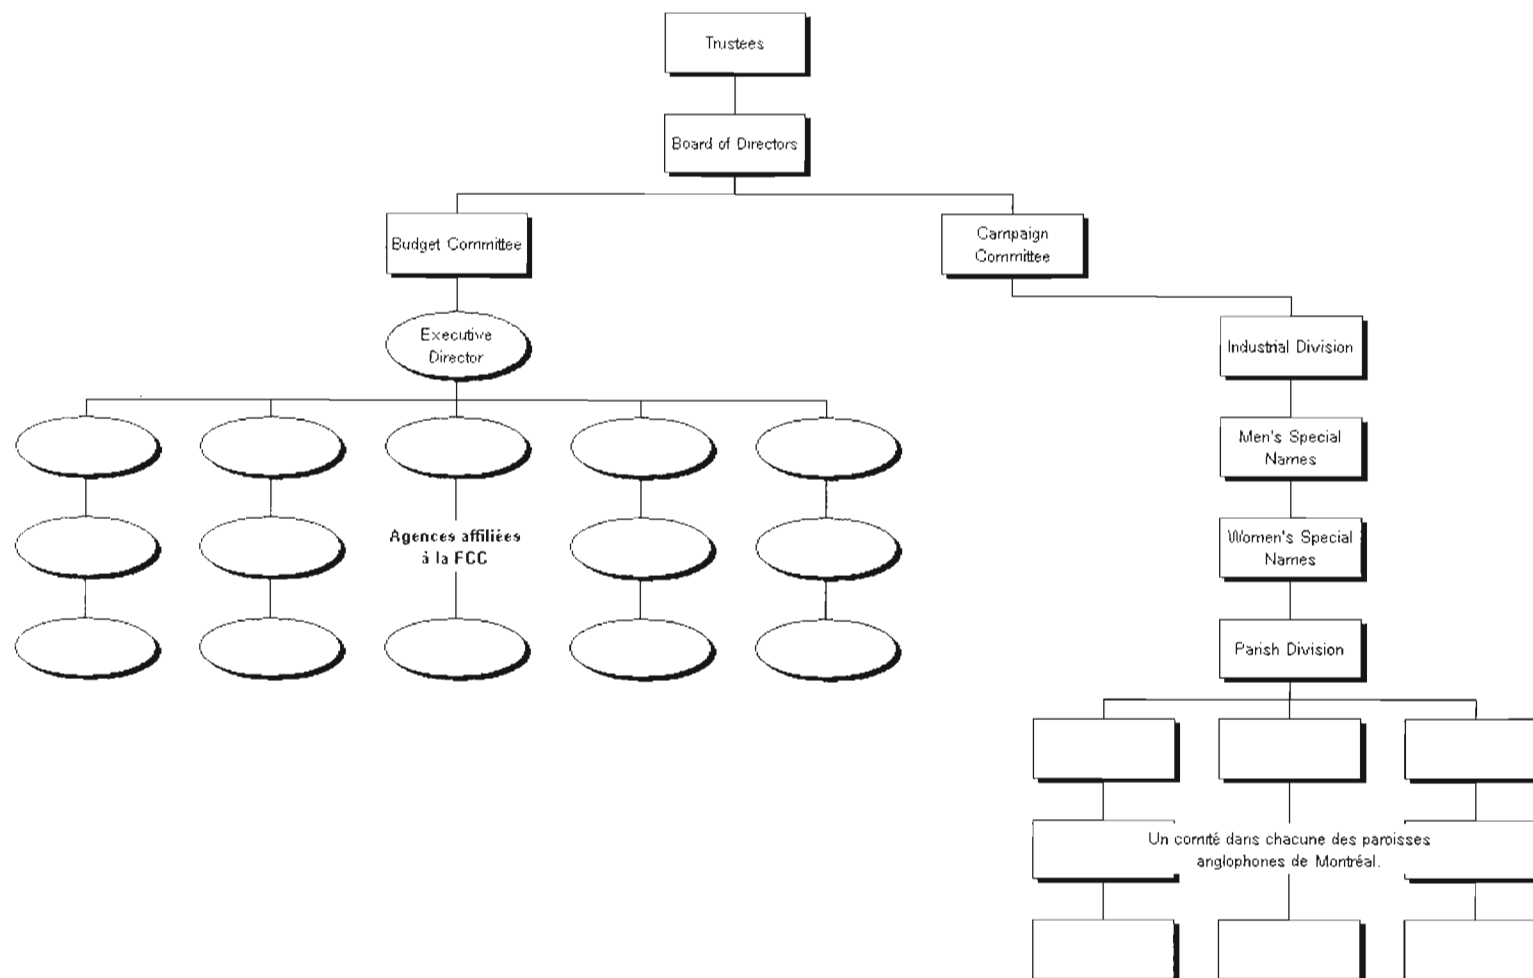 Trustees
Board of Directors
Budget Committee
Campaign
Committee
Executive
Director
Industrial Division
Men's Special
Names
Agences affiliées
à la FCC
Women's Special
Names
Parish Division
Un comité dans chacune des paroisses
anglophones de Montréal.